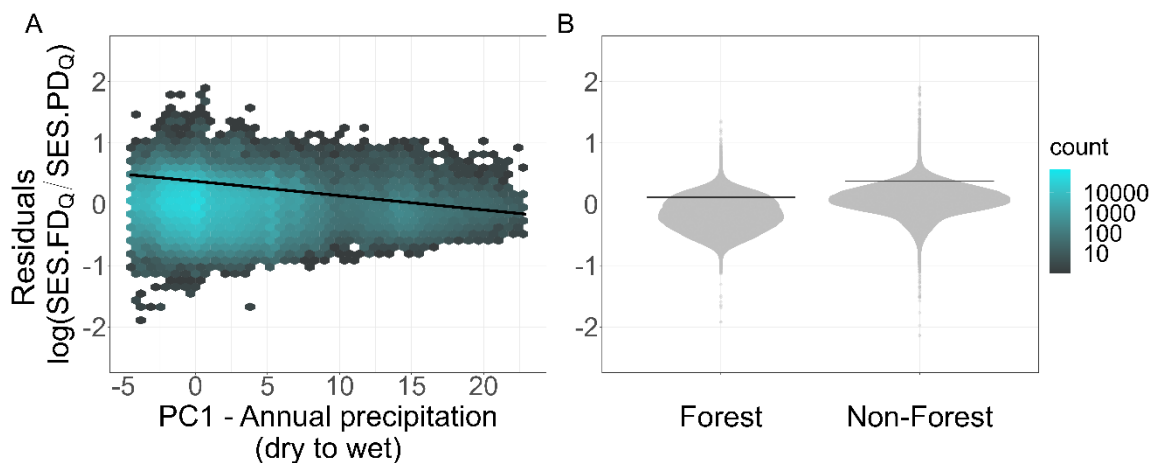 A
B
Residuals
log(SES.FDQ / SES.PDQ)
2
1
0
-1
-2
-5
0
5
10
15
20
PC1 - Annual precipitation
(dry to wet)
2
1
0
-1
-2
Forest
Non-Forest
count
10000
1000
100
10